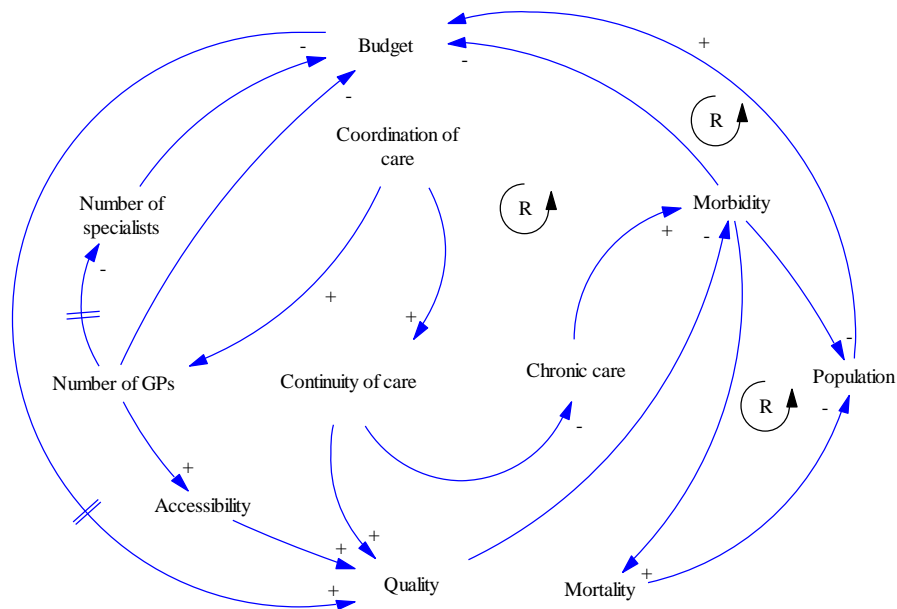 +
Budget
-
-
-
R
Coordination of
care
Number of
specialists
R
Morbidity
+
-
-
+
+
-
Number of GPs
Continuity of care
Chronic care
Population
R
-
-
+
Accessibility
+
+
+
Quality
Mortality
+